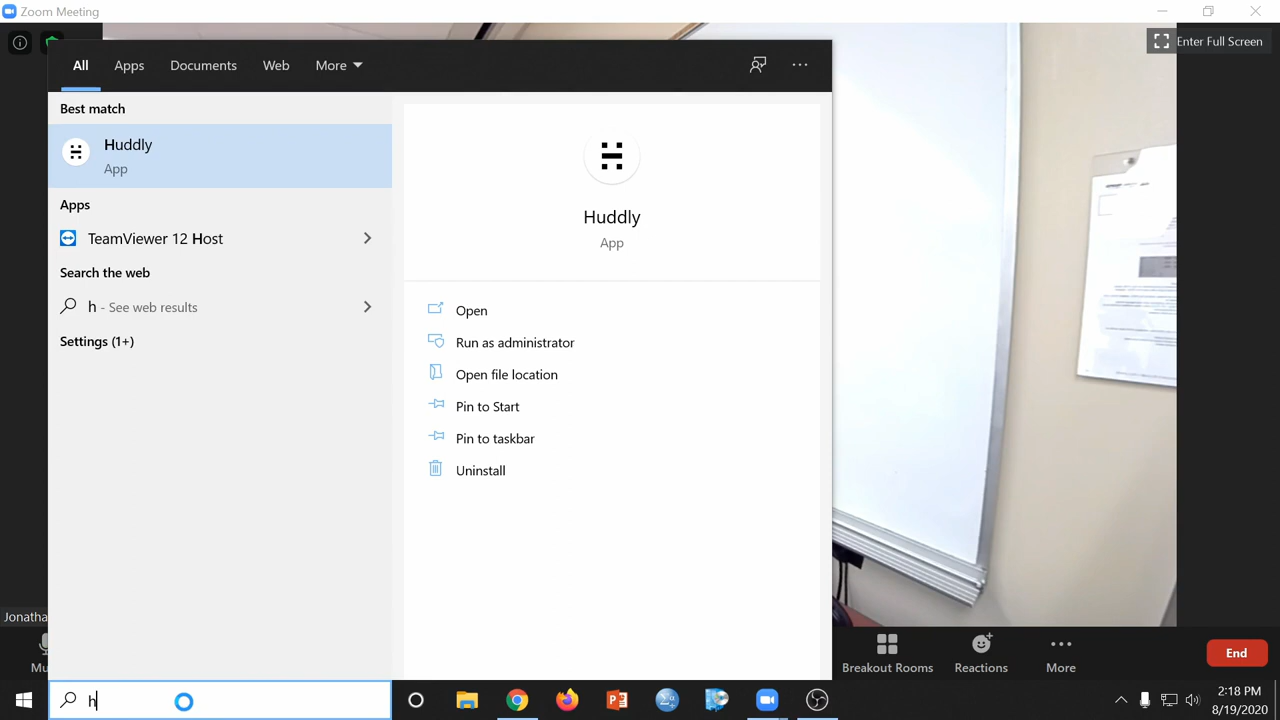 Zoom Meeting
Enter Full Screen
All
Apps
Documents
Web
More
Best match
Huddly
App
Apps
TeamViewer 12 Host
Search the web
h - See web results
Settings (1+)
Huddly
App
Open
Run as administrator
Open file location
Pin to Start
Pin to taskbar
Uninstall
Jonatha
Mu
Breakout Rooms
Reactions
More
End
h
2:18 PM
8/19/2020